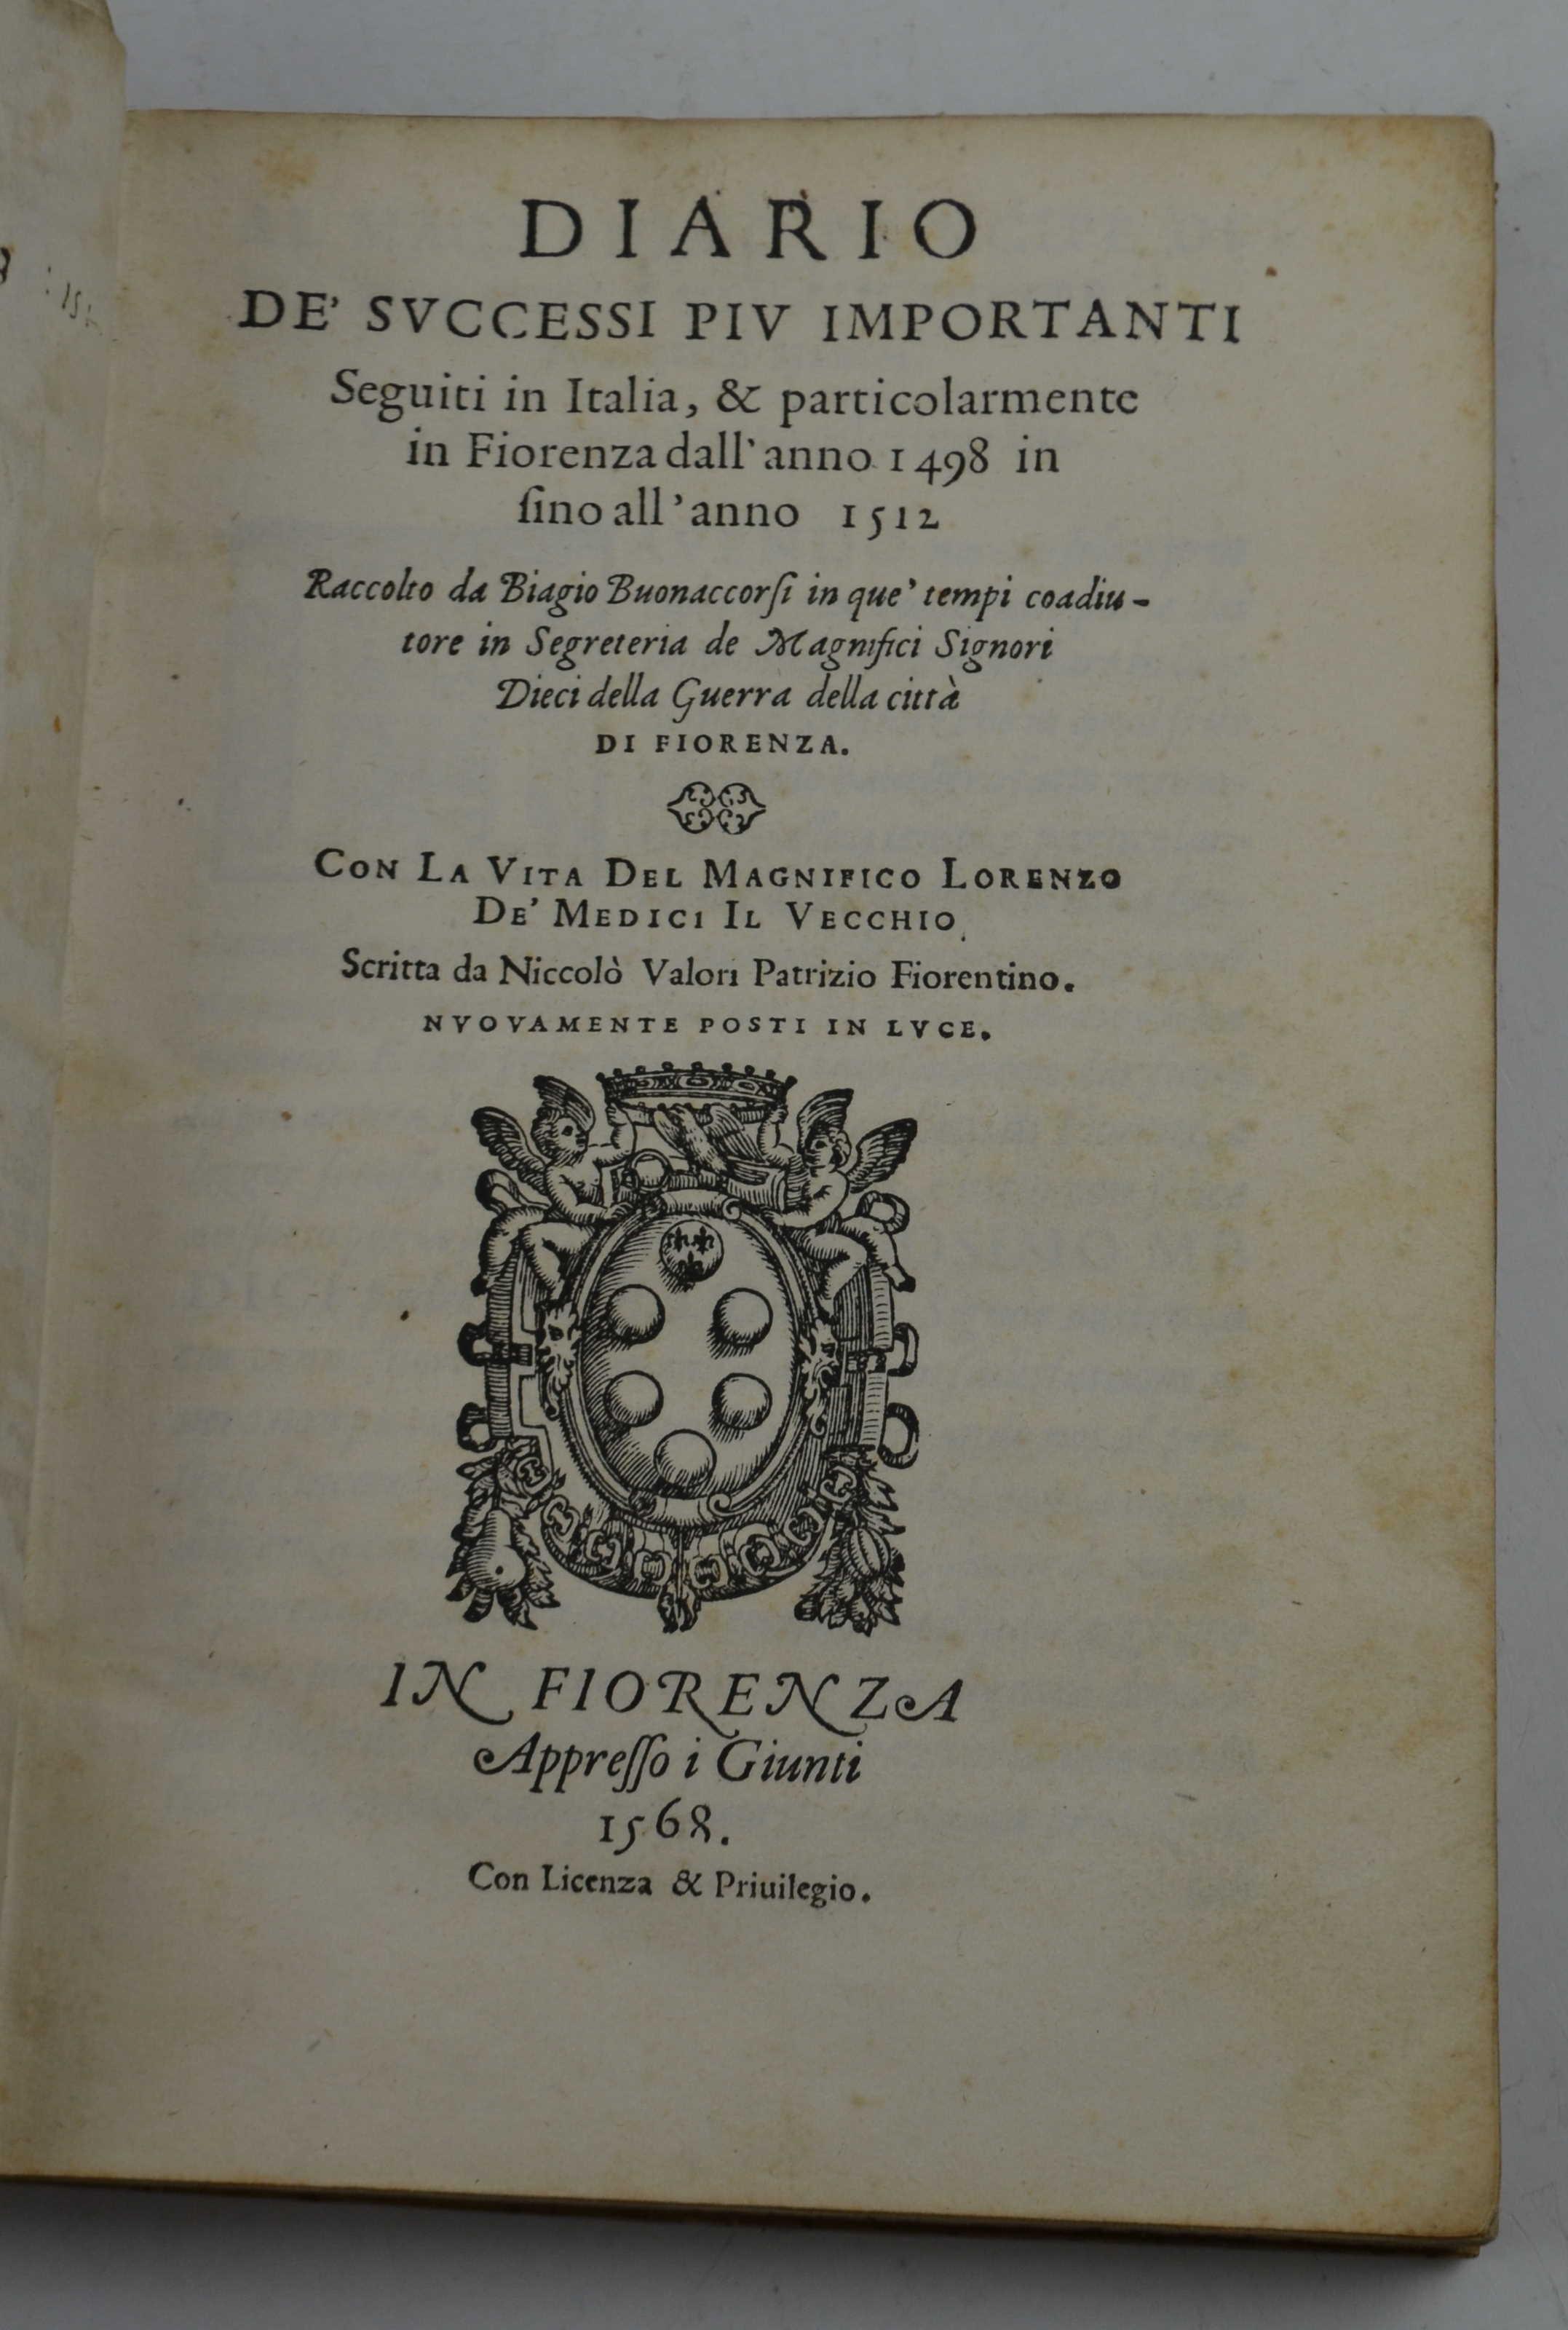 DIARIO
DE' SVCCESSI PIV IMPORTANTI
Seguiti in Italia, & particolarmente
in Fiorenza dall'anno 1498 in
ſino all'anno 1512
Raccolto da Biagio Buonaccorſi in que' tempi coadiu-
tore in Segreteria de Magnifici Signori
Dieci della Guerra della città
DI FIORENZA.
CON LA VITA DEL MAGNIFICO LORENZO
DE' MEDICI IL VECCHIO
Scritta da Niccolò Valori Patrizio Fiorentino.
NVOVAMENTE POSTI IN LVCE.
IN FIORENZA
Appreſſo i Giunti
1568.
Con Licenza & Priuilegio.